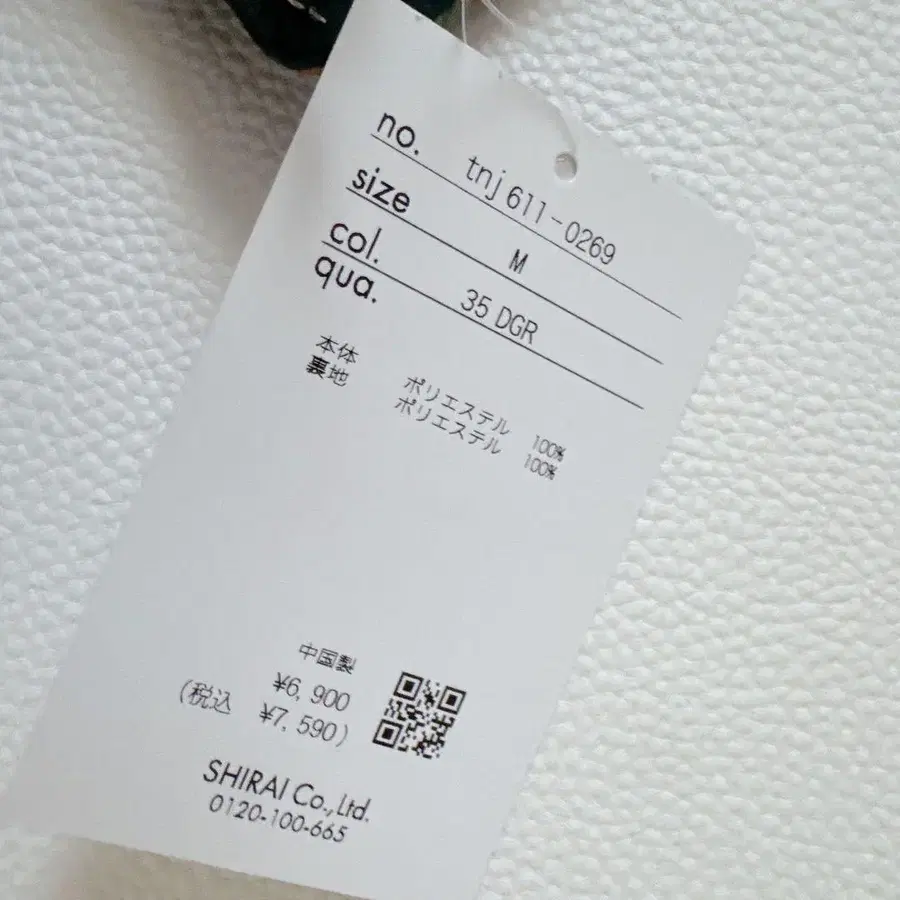 no. tnj 611-0269
size M
col. 35 DGR
qua.
本体 ポリエステル 100%
裏地 ポリエステル 100%
中国製
¥6,900
(税込 ¥7,590)
SHIRAI Co.,Ltd.
0120-100-665